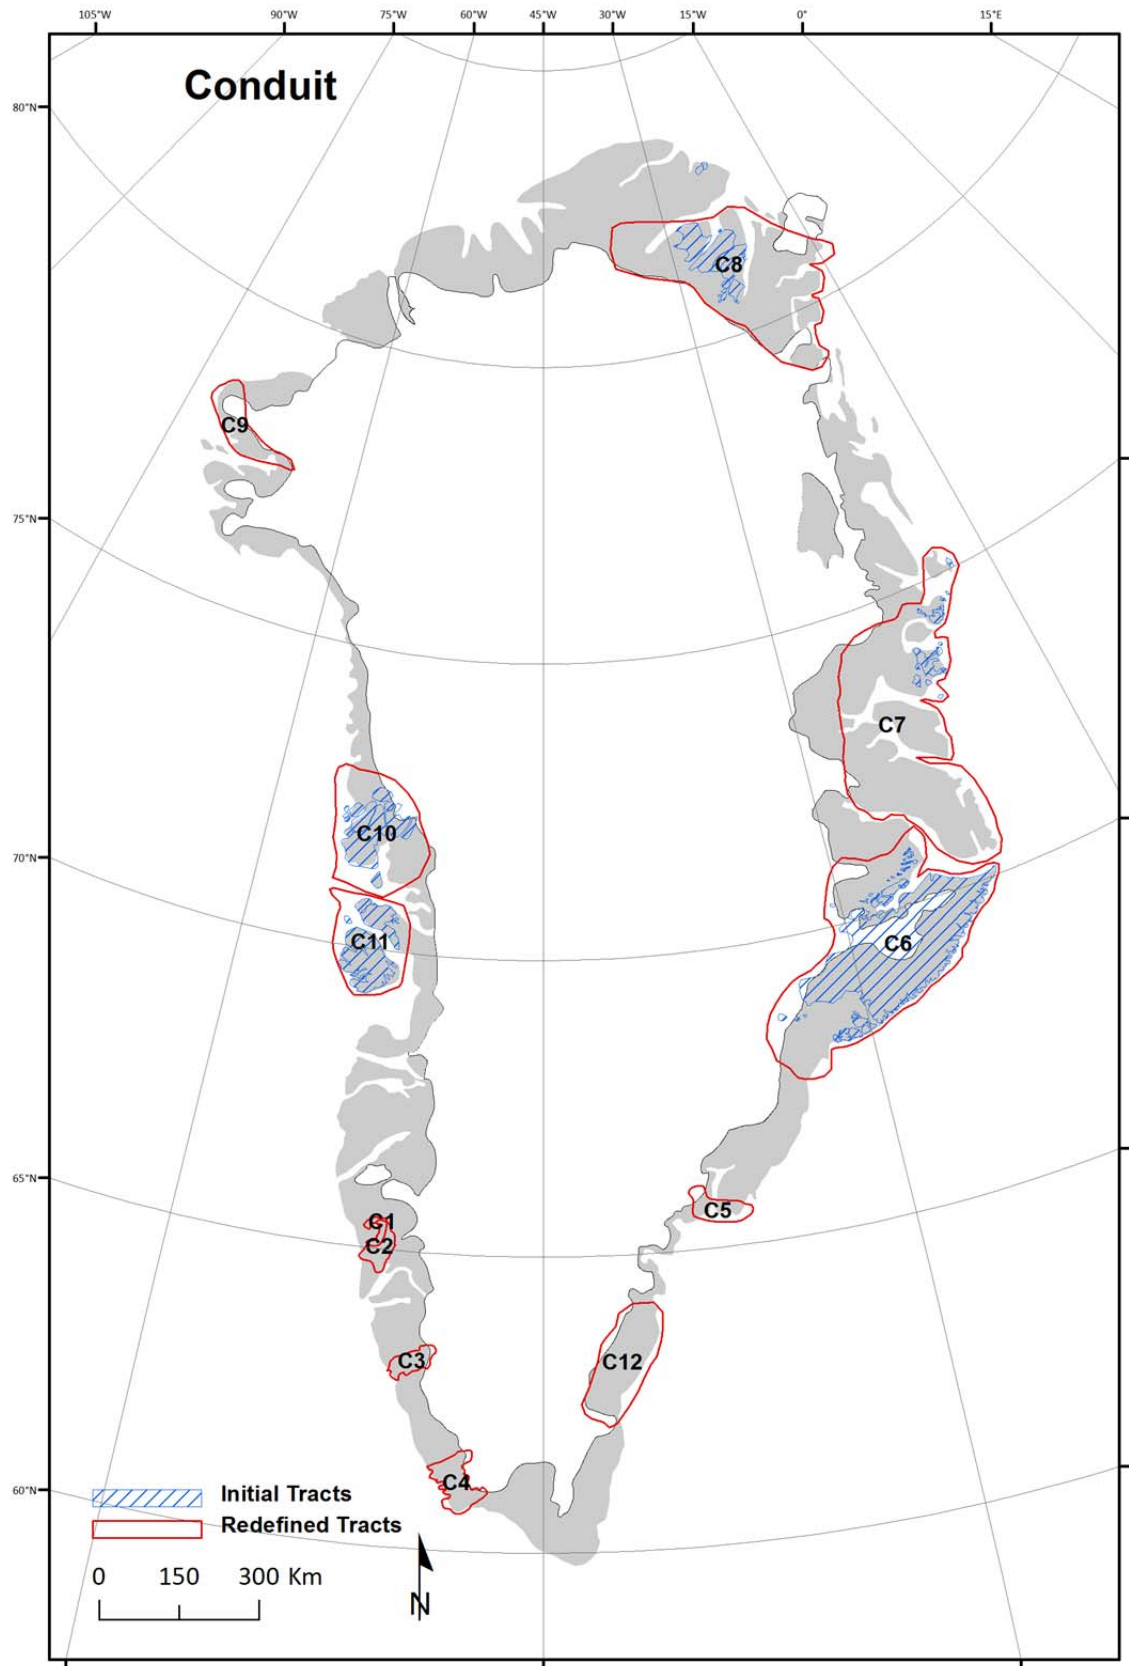 105°W 90°W 75°W 60°W 45°W 30°W 15°W 0° 15°E
Conduit
80°N
C8
C9
75°N
C7
C10
70°N
C11
C6
65°N
C5
C1
C2
C3
C12
C4
60°N
Initial Tracts
Redefined Tracts
0 150 300 Km
N